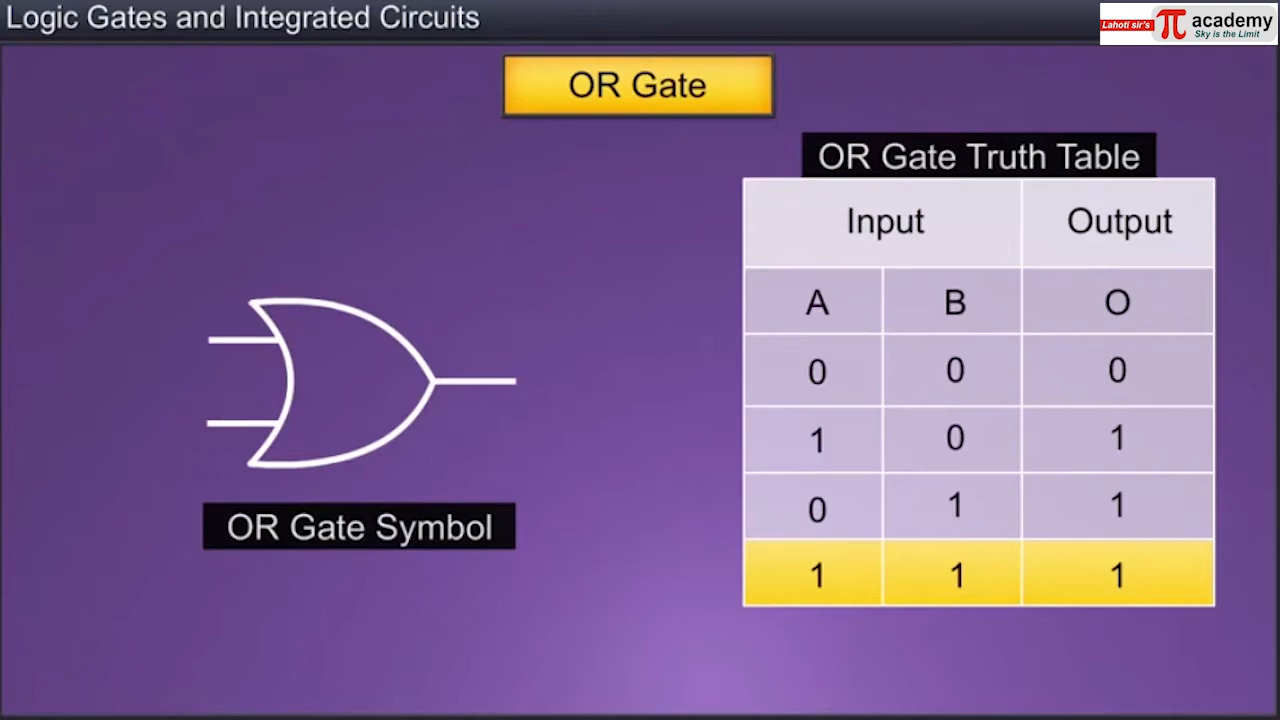 Logic Gates and Integrated Circuits
Lahoti sir's π academy
Sky is the Limit
OR Gate
OR Gate Truth Table
Input Output
A B O
0 0 0
1 0 1
0 1 1
1 1 1
OR Gate Symbol